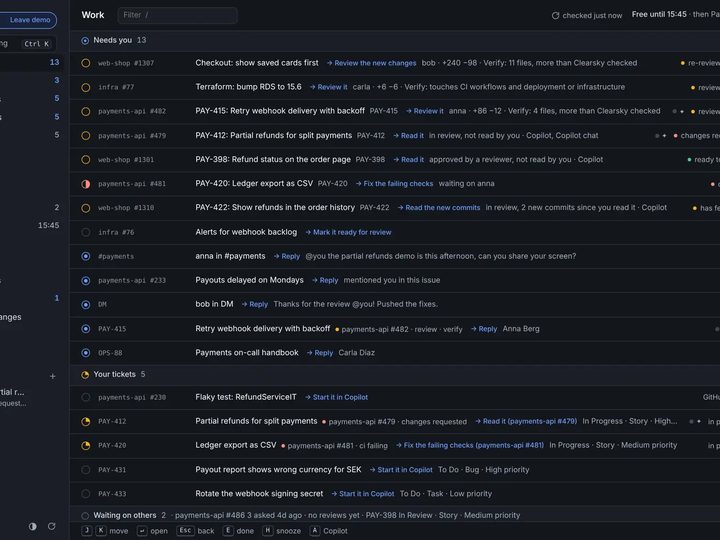 Leave demo
Work
Filter /
checked just now
Free until 15:45 · then Pa
ng Ctrl K
Needs you 13
13
web-shop #1307 Checkout: show saved cards first → Review the new changes bob · +240 −98 · Verify: 11 files, more than Clearsky checked re-review
3
infra #77 Terraform: bump RDS to 15.6 → Review it carla · +6 −6 · Verify: touches CI workflows and deployment or infrastructure review
5
payments-api #482 PAY-415: Retry webhook delivery with backoff PAY-415 → Review it anna · +86 −12 · Verify: 4 files, more than Clearsky checked review
5
payments-api #479 PAY-412: Partial refunds for split payments PAY-412 → Read it in review, not read by you · Copilot, Copilot chat changes rec
5
web-shop #1301 PAY-398: Refund status on the order page PAY-398 → Read it approved by a reviewer, not read by you · Copilot ready to
payments-api #481 PAY-420: Ledger export as CSV PAY-420 → Fix the failing checks waiting on anna
2
web-shop #1310 PAY-422: Show refunds in the order history PAY-422 → Read the new commits in review, 2 new commits since you read it · Copilot has fe
15:45
infra #76 Alerts for webhook backlog → Mark it ready for review
#payments anna in #payments → Reply @you the partial refunds demo is this afternoon, can you share your screen?
payments-api #233 Payouts delayed on Mondays → Reply mentioned you in this issue
1
DM bob in DM → Reply Thanks for the review @you! Pushed the fixes.
anges
PAY-415 Retry webhook delivery with backoff payments-api #482 · review · verify → Reply Anna Berg
OPS-88 Payments on-call handbook → Reply Carla Diaz
Your tickets 5
rtial r...
equest...
payments-api #230 Flaky test: RefundServiceIT → Start it in Copilot GitHu
PAY-412 Partial refunds for split payments payments-api #479 · changes requested → Read it (payments-api #479) In Progress · Story · High... in p
PAY-420 Ledger export as CSV payments-api #481 · ci failing → Fix the failing checks (payments-api #481) In Progress · Story · Medium priority in p
PAY-431 Payout report shows wrong currency for SEK → Start it in Copilot To Do · Bug · High priority
PAY-433 Rotate the webhook signing secret → Start it in Copilot To Do · Task · Low priority
Waiting on others 2 · payments-api #486 3 asked 4d ago · no reviews yet · PAY-398 In Review · Story · Medium priority
J K move ↵ open Esc back E done H snooze A Copilot